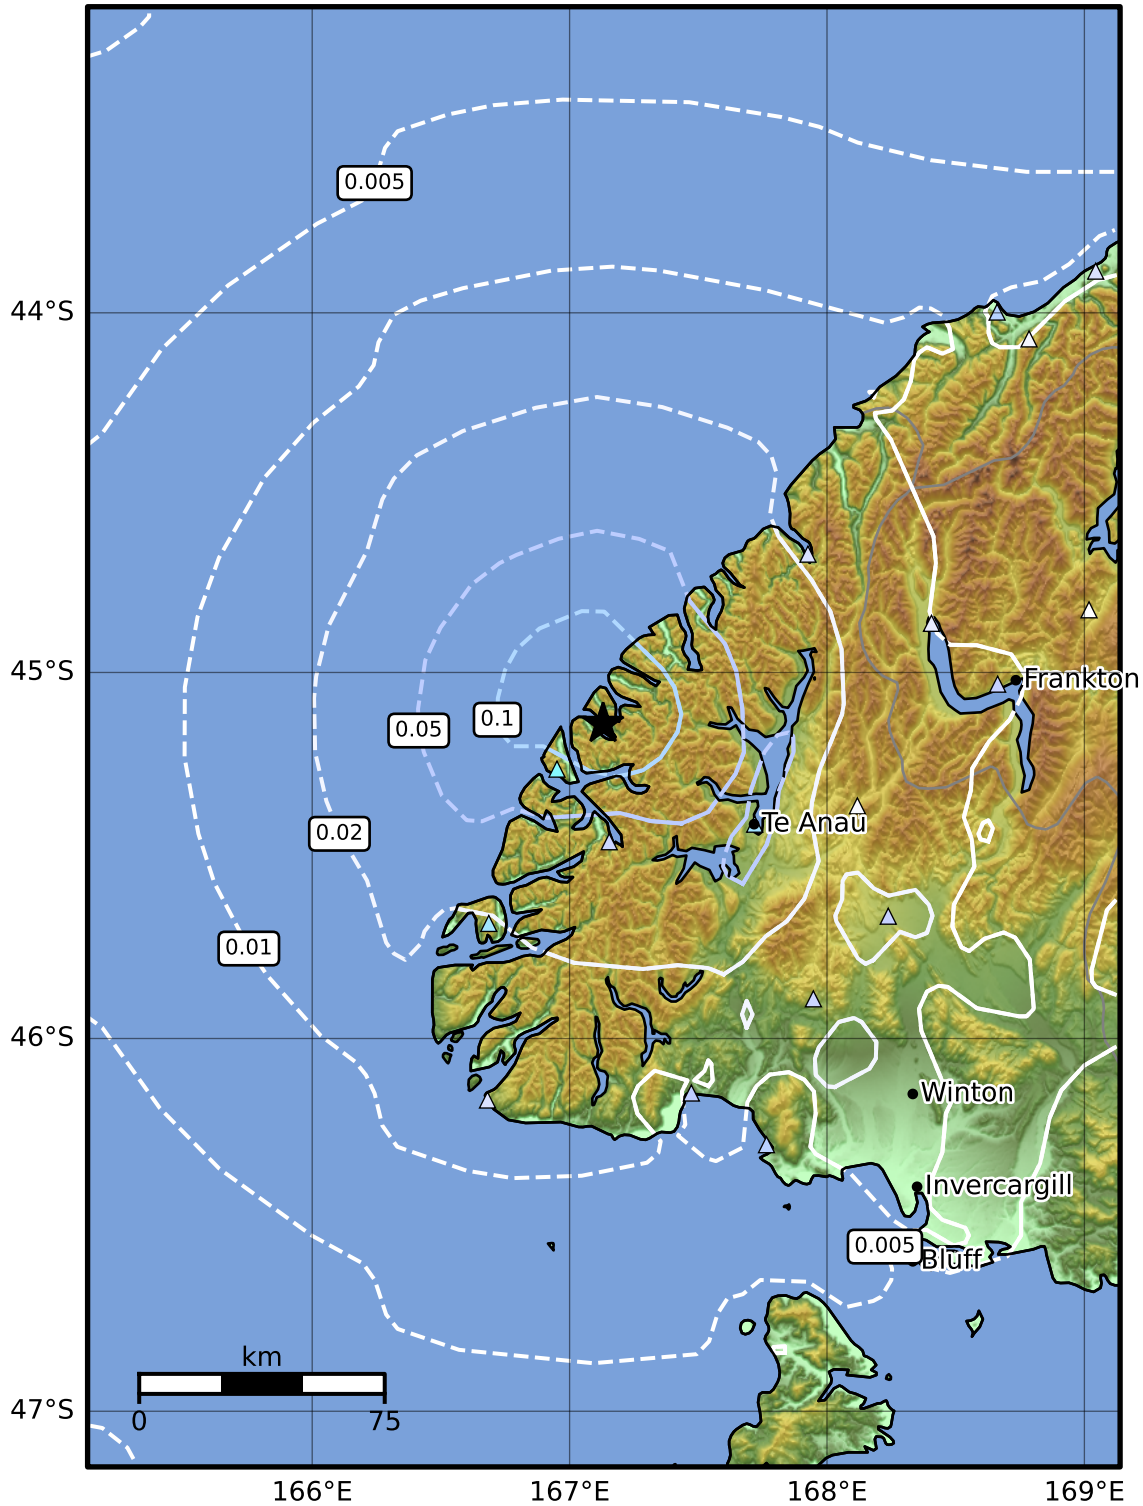 0.005
44°S
45°S
Frankton
0.1
0.05
Te Anau
0.02
0.01
46°S
Winton
Invercargill
0.005
Bluff
km
0 75
47°S
166°E 167°E 168°E 169°E